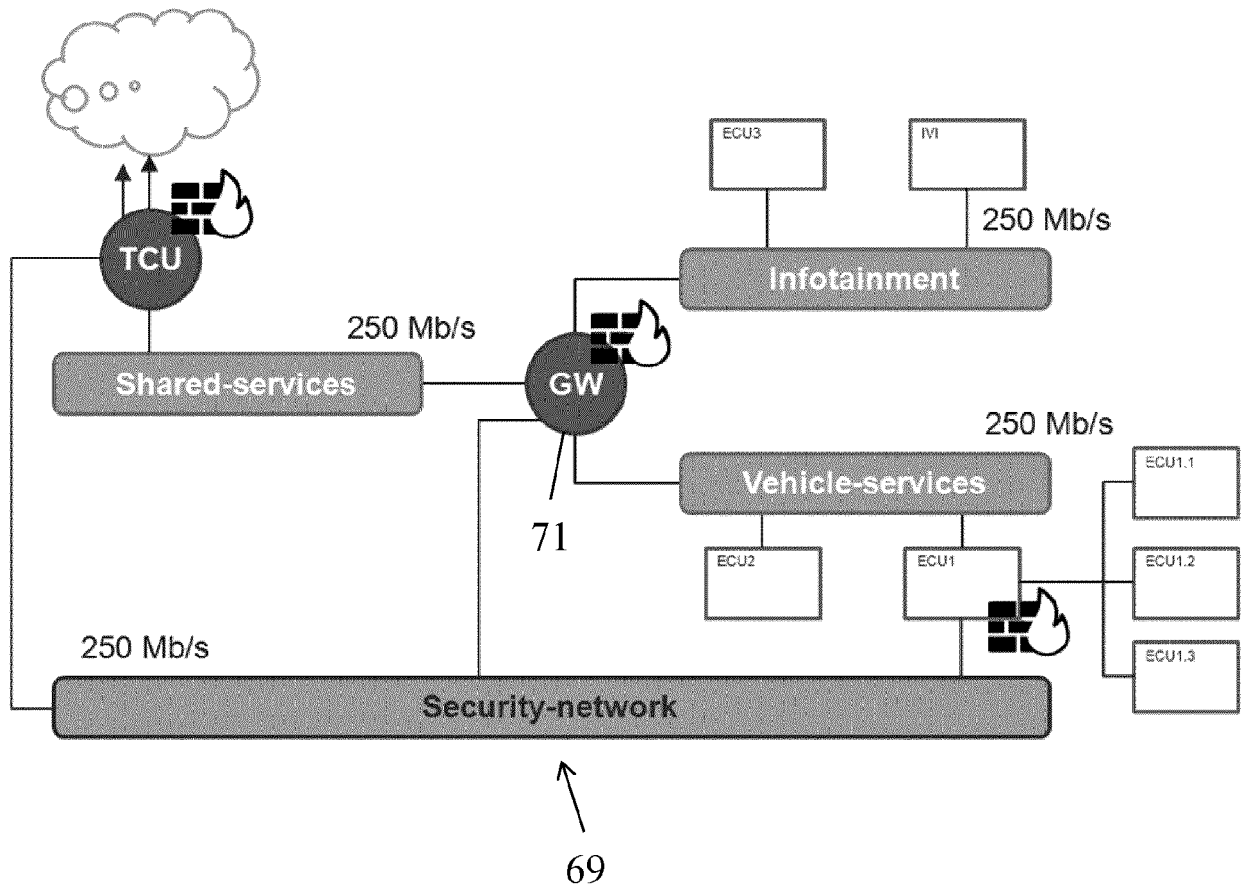 ECU3
IVI
250 Mb/s
TCU
Infotainment
250 Mb/s
Shared-services
GW
250 Mb/s
ECU1.1
Vehicle-services
71
ECU2
ECU1
ECU1.2
250 Mb/s
ECU1.3
Security-network
69